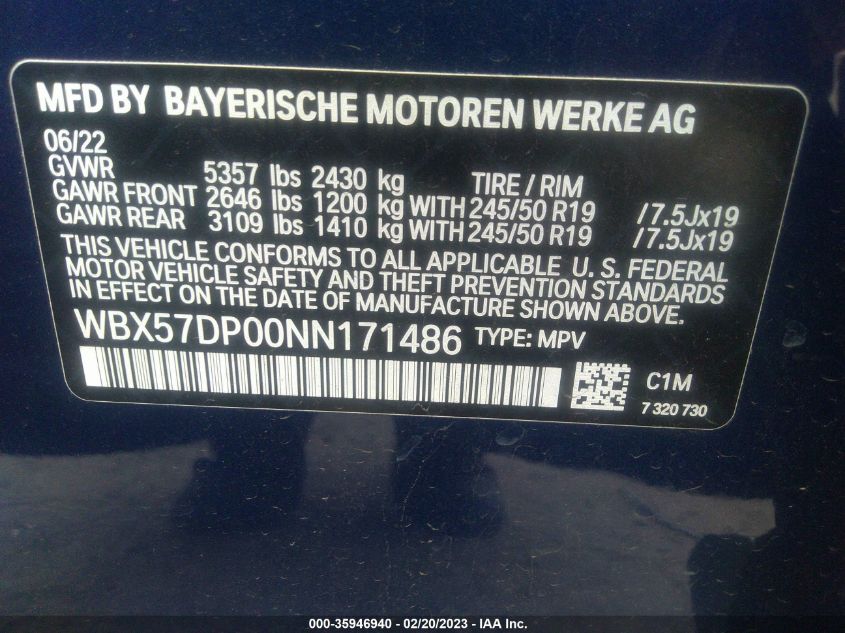 MFD BY BAYERISCHE MOTOREN WERKE AG
06/22
GVWR 5357 lbs 2430 kg TIRE / RIM
GAWR FRONT 2646 lbs 1200 kg WITH 245/50 R19 / 7.5Jx19
GAWR REAR 3109 lbs 1410 kg WITH 245/50 R19 / 7.5Jx19
THIS VEHICLE CONFORMS TO ALL APPLICABLE U. S. FEDERAL
MOTOR VEHICLE SAFETY AND THEFT PREVENTION STANDARDS
IN EFFECT ON THE DATE OF MANUFACTURE SHOWN ABOVE.
WBX57DP00NN171486 TYPE: MPV
C1M
7 320 730
000-35946940 - 02/20/2023 - IAA Inc.